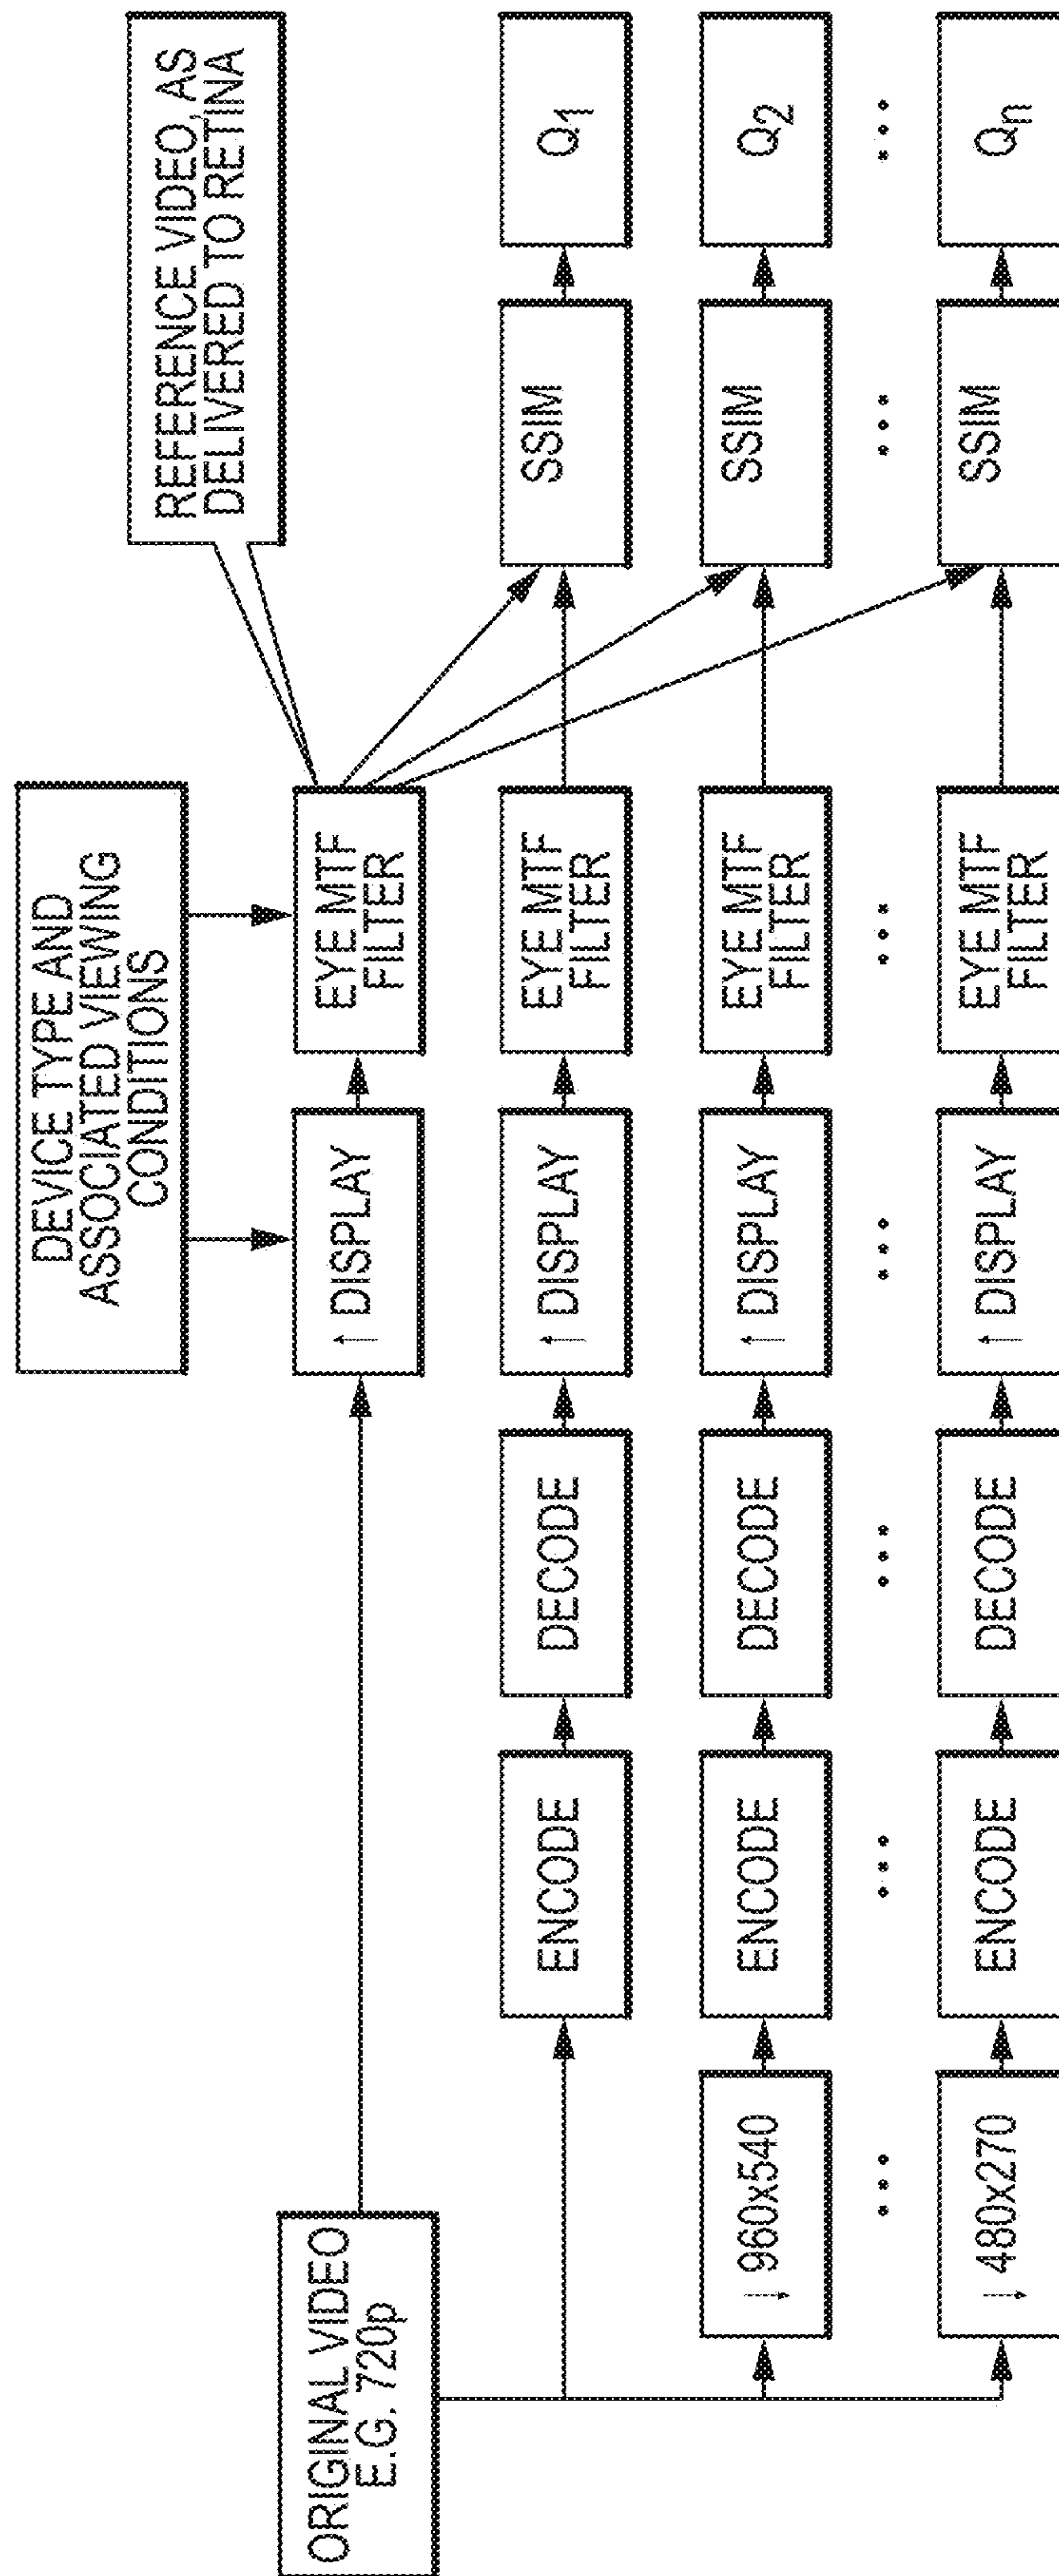 DEVICE TYPE AND
ASSOCIATED VIEWING
CONDITIONS
REFERENCE VIDEO, AS
DELIVERED TO RETINA
ORIGINAL VIDEO
E.G. 720p
↑ DISPLAY
EYE MTF
FILTER
ENCODE
DECODE
↑ DISPLAY
EYE MTF
FILTER
SSIM
Q1
↓ 960x540
ENCODE
DECODE
↑ DISPLAY
EYE MTF
FILTER
SSIM
Q2
↓ 480x270
ENCODE
DECODE
↑ DISPLAY
EYE MTF
FILTER
SSIM
Qn